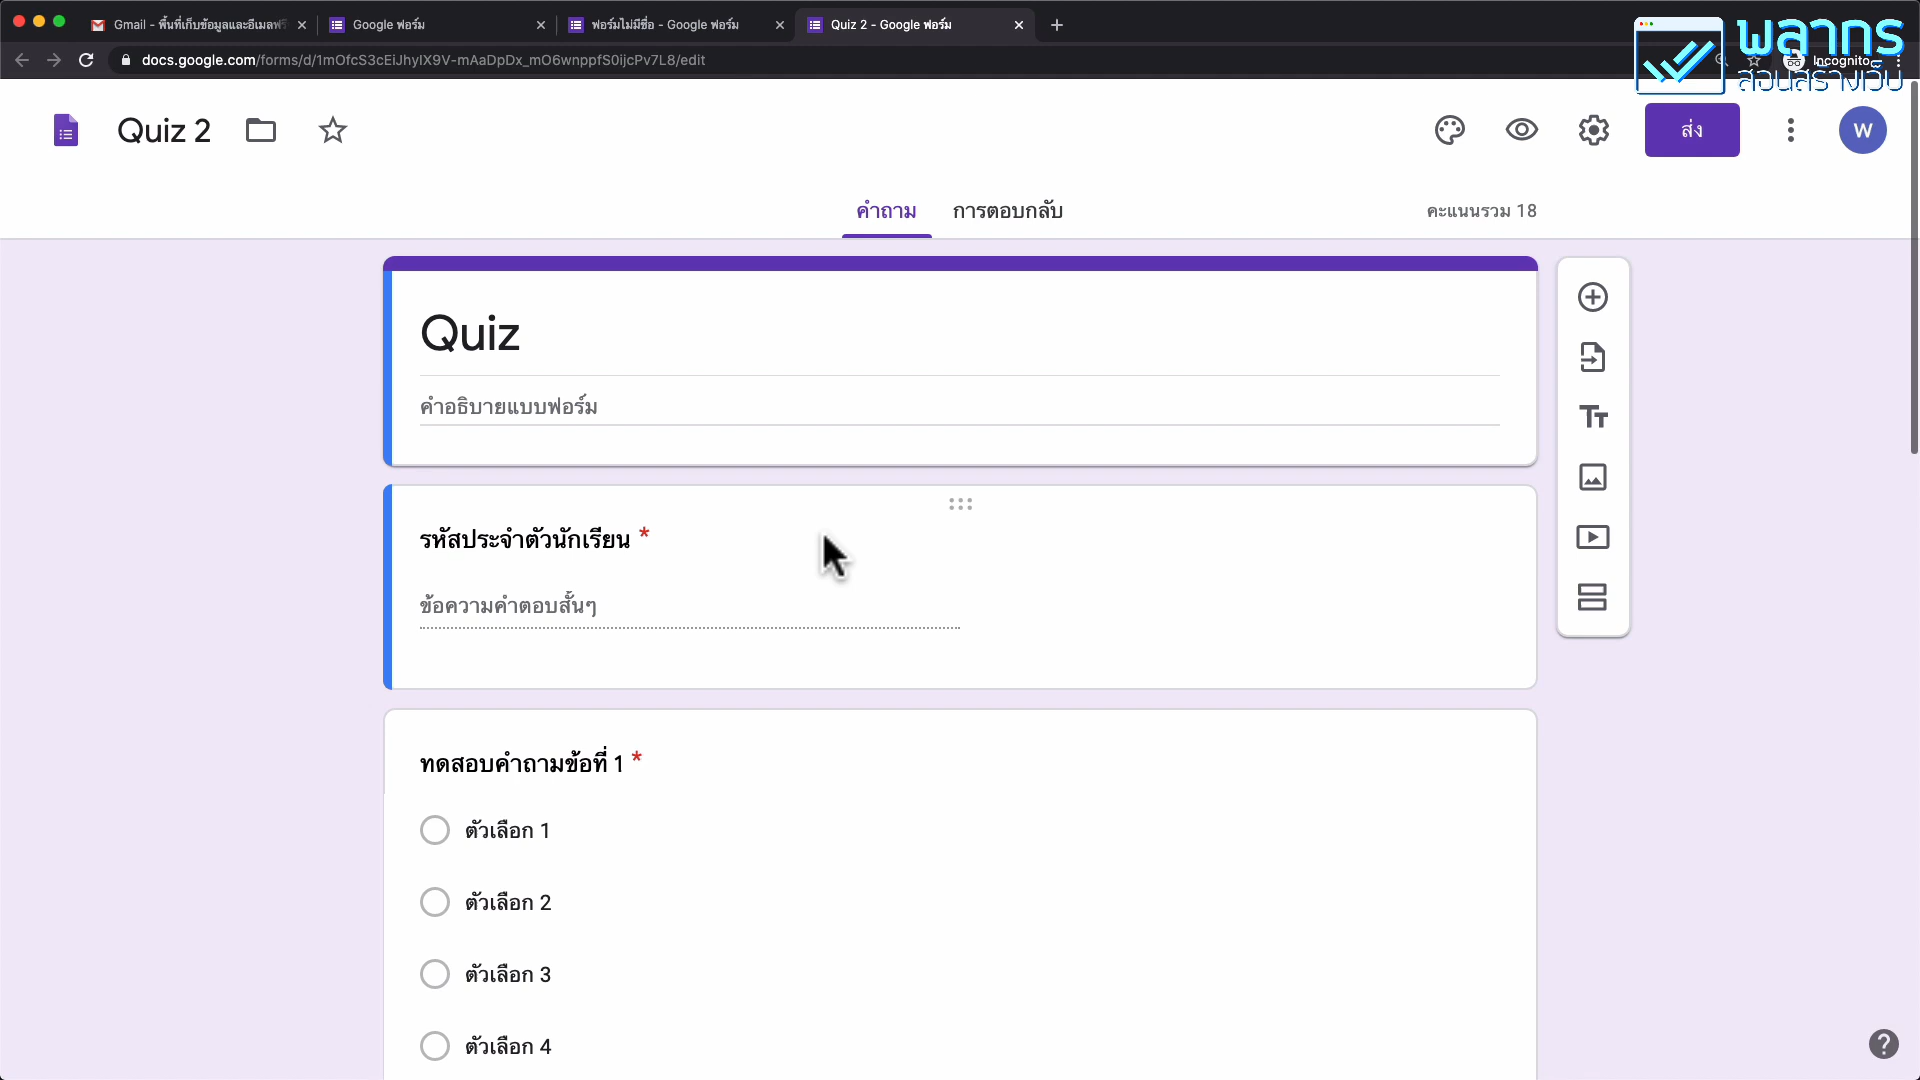 Gmail - พื้นที่เก็บข้อมูลและอีเมลฟรี
Google ฟอร์ม
ฟอร์มไม่มีชื่อ - Google ฟอร์ม
Quiz 2 - Google ฟอร์ม
docs.google.com/forms/d/1mOfcS3cEiJhyIX9V-mAaDpDx_mO6wnppfS0ijcPv7L8/edit
Incognito
พลากร
สอนสร้างเว็บ
Quiz 2
ส่ง
W
คำถาม
การตอบกลับ
คะแนนรวม 18
Quiz
คำอธิบายแบบฟอร์ม
รหัสประจำตัวนักเรียน *
ข้อความคำตอบสั้นๆ
ทดสอบคำถามข้อที่ 1 *
ตัวเลือก 1
ตัวเลือก 2
ตัวเลือก 3
ตัวเลือก 4